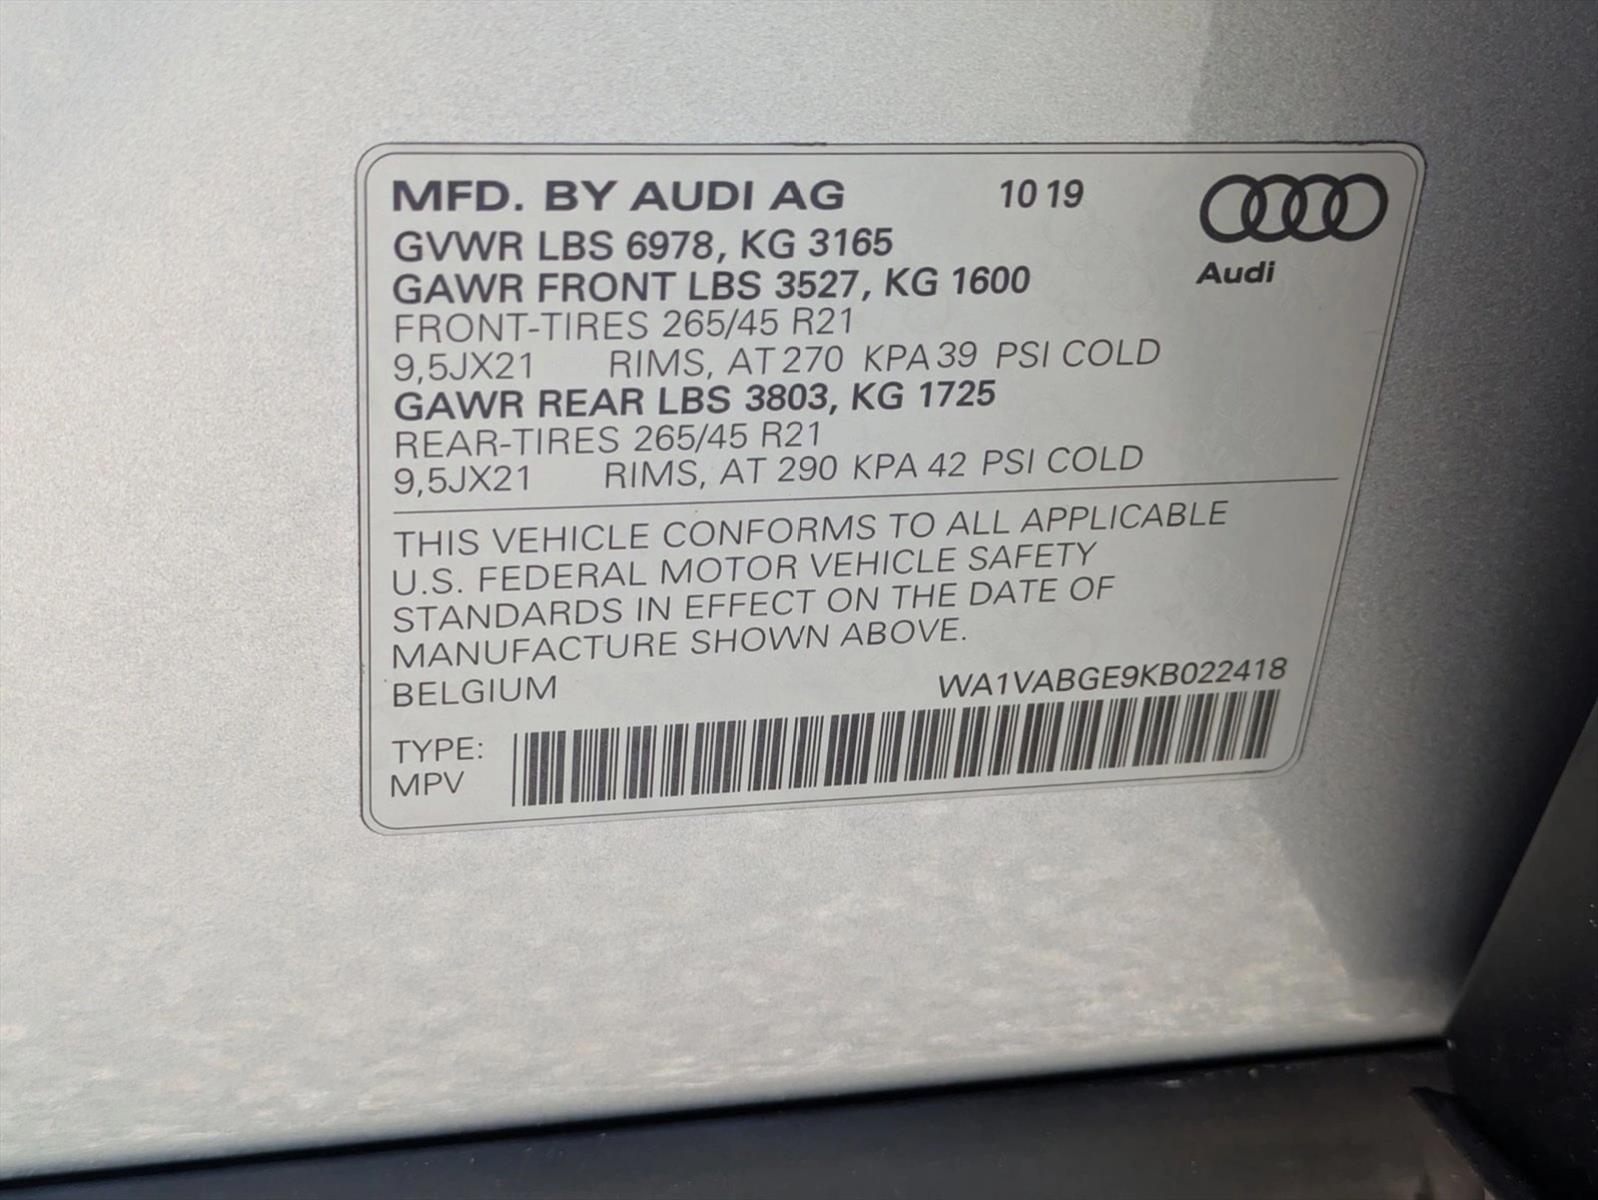 MFD. BY AUDI AG 10 19
GVWR LBS 6978, KG 3165
GAWR FRONT LBS 3527, KG 1600
Audi
FRONT-TIRES 265/45 R21
9,5JX21 RIMS, AT 270 KPA 39 PSI COLD
GAWR REAR LBS 3803, KG 1725
REAR-TIRES 265/45 R21
9,5JX21 RIMS, AT 290 KPA 42 PSI COLD
THIS VEHICLE CONFORMS TO ALL APPLICABLE
U.S. FEDERAL MOTOR VEHICLE SAFETY
STANDARDS IN EFFECT ON THE DATE OF
MANUFACTURE SHOWN ABOVE.
BELGIUM WA1VABGE9KB022418
TYPE:
MPV